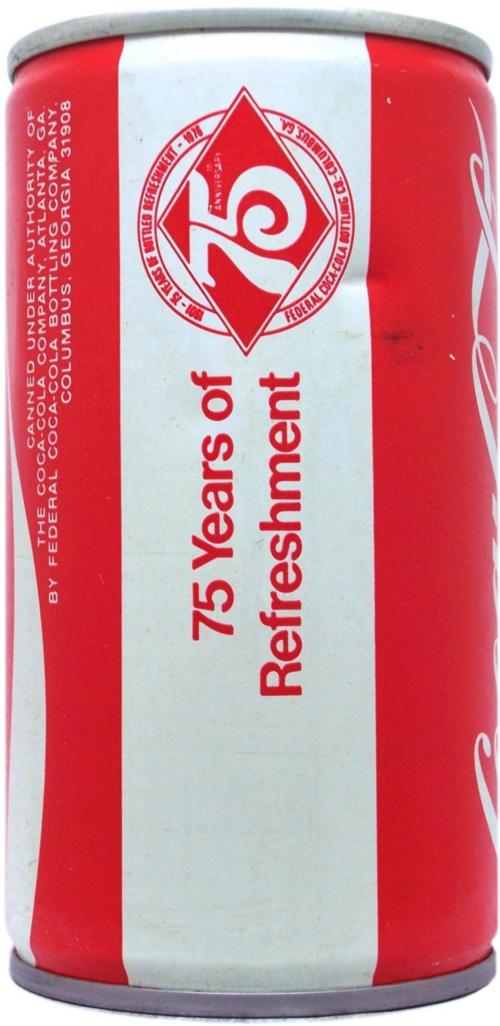 CANNED UNDER AUTHORITY OF
THE COCA-COLA COMPANY, ATLANTA, GA.
BY FEDERAL COCA-COLA BOTTLING COMPANY,
COLUMBUS, GEORGIA 31908
1901 - 75 YEARS OF BOTTLED REFRESHMENT - 1976
75
ANNIVERSARY
FEDERAL COCA-COLA BOTTLING CO. COLUMBUS, GA.
75 Years of
Refreshment